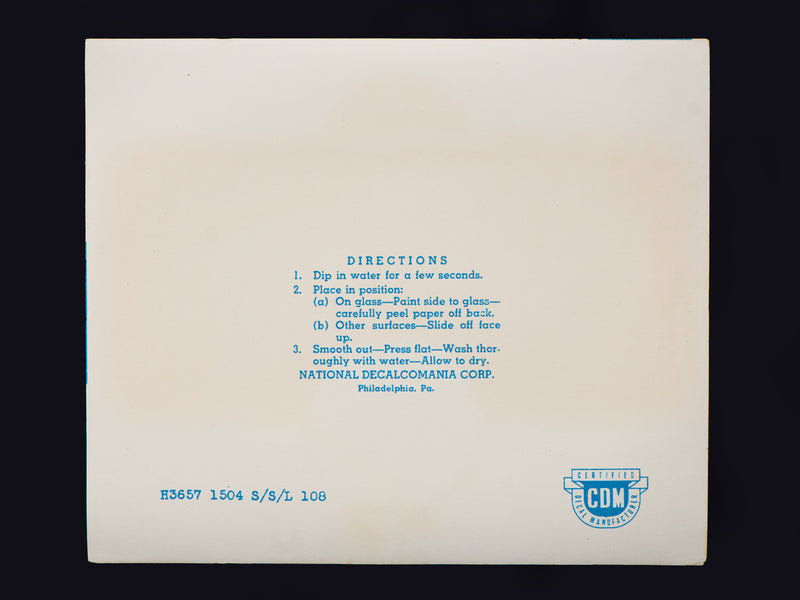 DIRECTIONS
1. Dip in water for a few seconds.
2. Place in position:
(a) On glass—Paint side to glass—
carefully peel paper off back.
(b) Other surfaces—Slide off face
up.
3. Smooth out—Press flat—Wash thor-
oughly with water—Allow to dry.
NATIONAL DECALCOMANIA CORP.
Philadelphia, Pa.
H3657 1504 S/S/L 108
CERTIFIED
CDM
DECAL MANUFACTURER